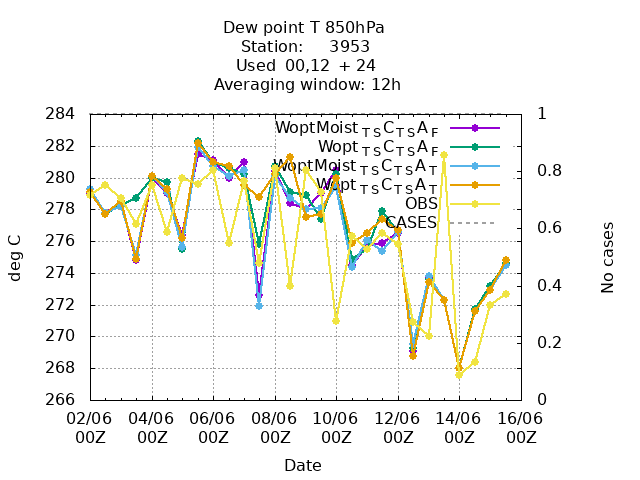 Dew point T 850hPa
Station: 3953
Used 00,12 + 24
Averaging window: 12h
284
282
280
278
276
274
272
270
268
266
deg C
1
0.8
0.6
0.4
0.2
0
No cases
WoptMoist TS C TS A F
Wopt TS C TS A F
WoptMoist TS C TS A T
Wopt TS C TS A T
OBS
CASES
02/06 04/06 06/06 08/06 10/06 12/06 14/06 16/06
00Z 00Z 00Z 00Z 00Z 00Z 00Z 00Z
Date